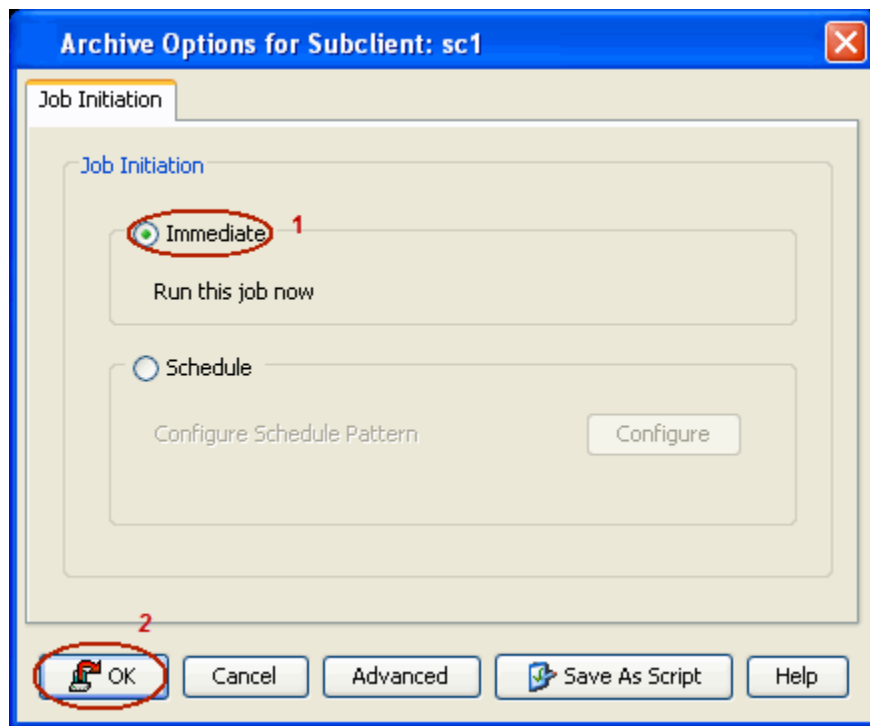 Archive Options for Subclient: sc1
Job Initiation
Job Initiation
Immediate 1
Run this job now
Schedule
Configure Schedule Pattern Configure
2
OK Cancel Advanced Save As Script Help